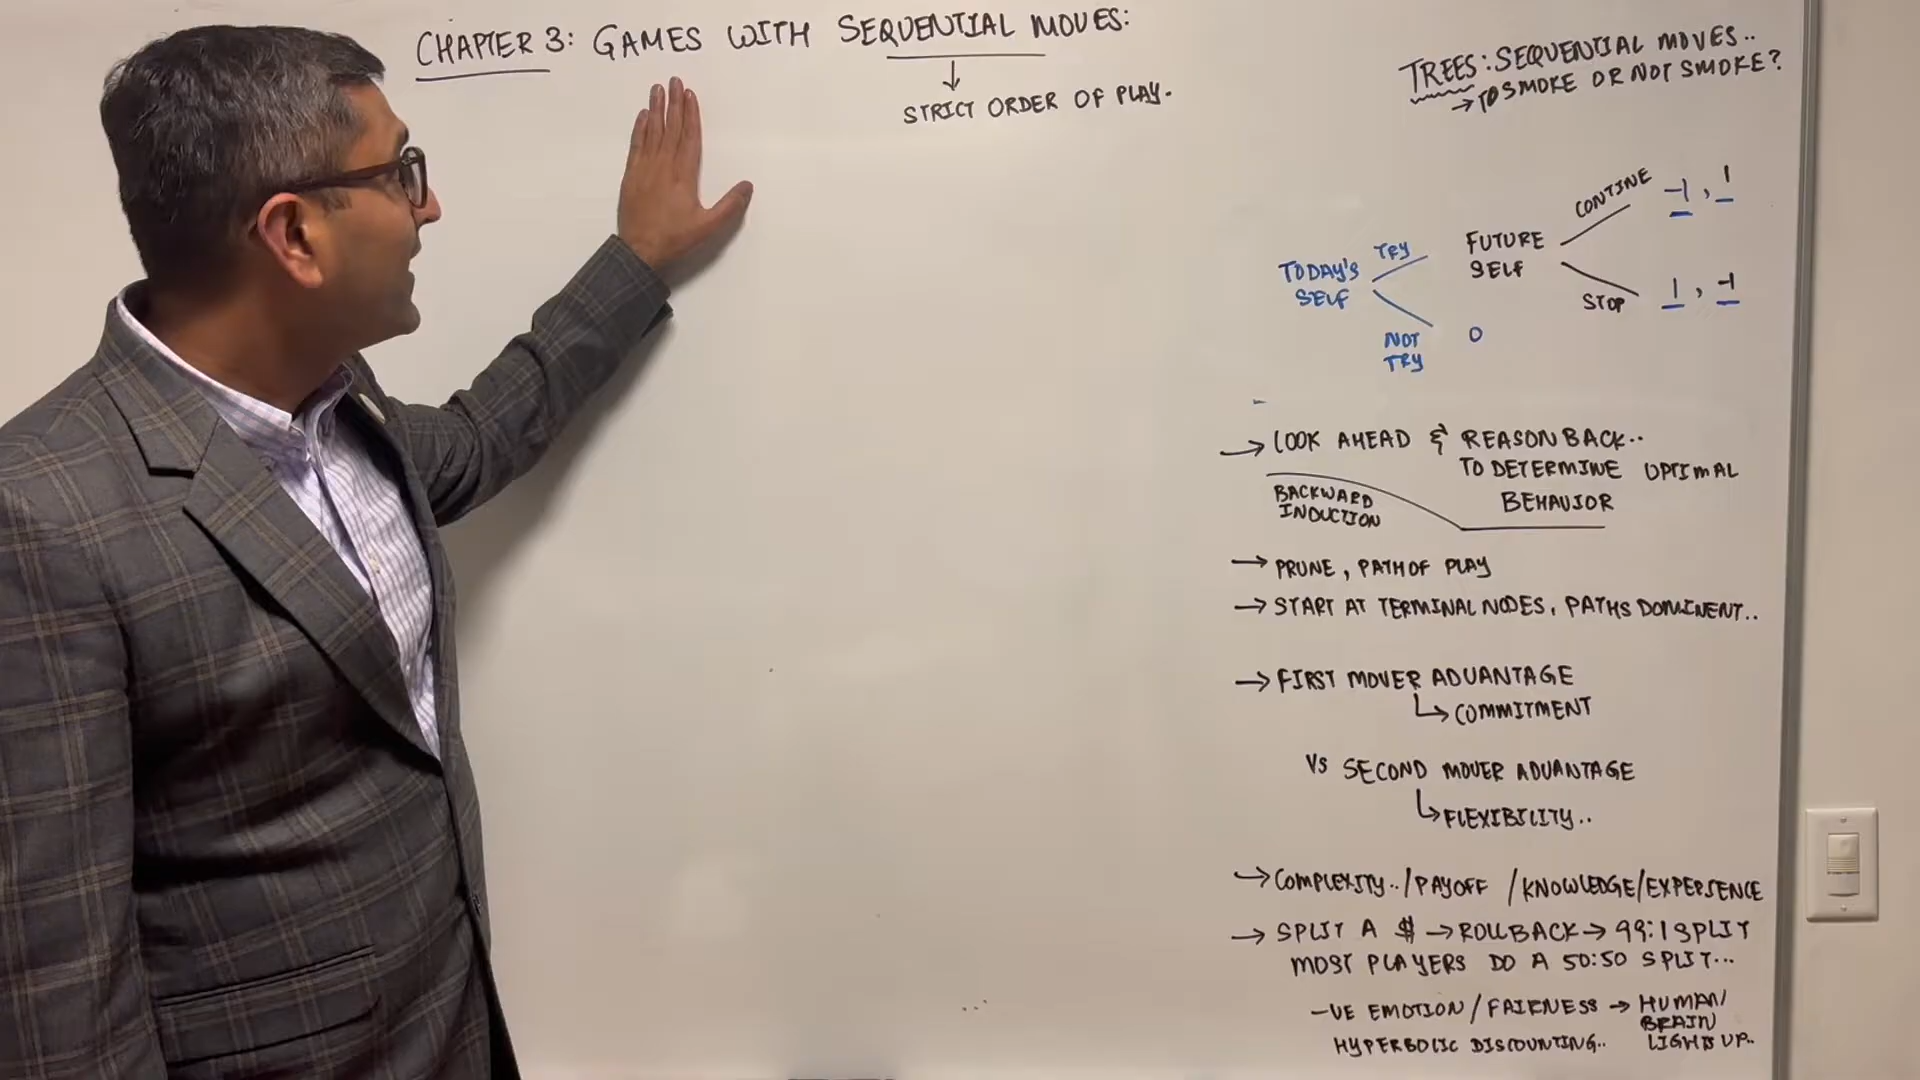 CHAPTER 3: GAMES WITH SEQUENTIAL MOVES:
STRICT ORDER OF PLAY.
TREES: SEQUENTIAL MOVES..
→ TO SMOKE OR NOT SMOKE?
CONTINE -1, 1
TRY FUTURE
TODAY'S SELF
SELF
STOP 1, -1
NOT 0
TRY
→ LOOK AHEAD & REASON BACK..
TO DETERMINE OPTIMAL
BACKWARD BEHAVIOR
INDUCTION
→ PRUNE, PATH OF PLAY
→ START AT TERMINAL NODES, PATHS DOMINENT..
→ FIRST MOVER ADVANTAGE
↳ COMMITMENT
VS SECOND MOVER ADVANTAGE
↳ FLEXIBILITY..
→ COMPLEXITY../PAYOFF /KNOWLEDGE/EXPERIENCE
→ SPLIT A $ → ROLLBACK → 99:1 SPLIT
MOST PLAYERS DO A 50:50 SPLIT...
-VE EMOTION/FAIRNESS → HUMAN/
BRAIN
HYPERBOLIC DISCOUNTING.. LIGHTS UP..